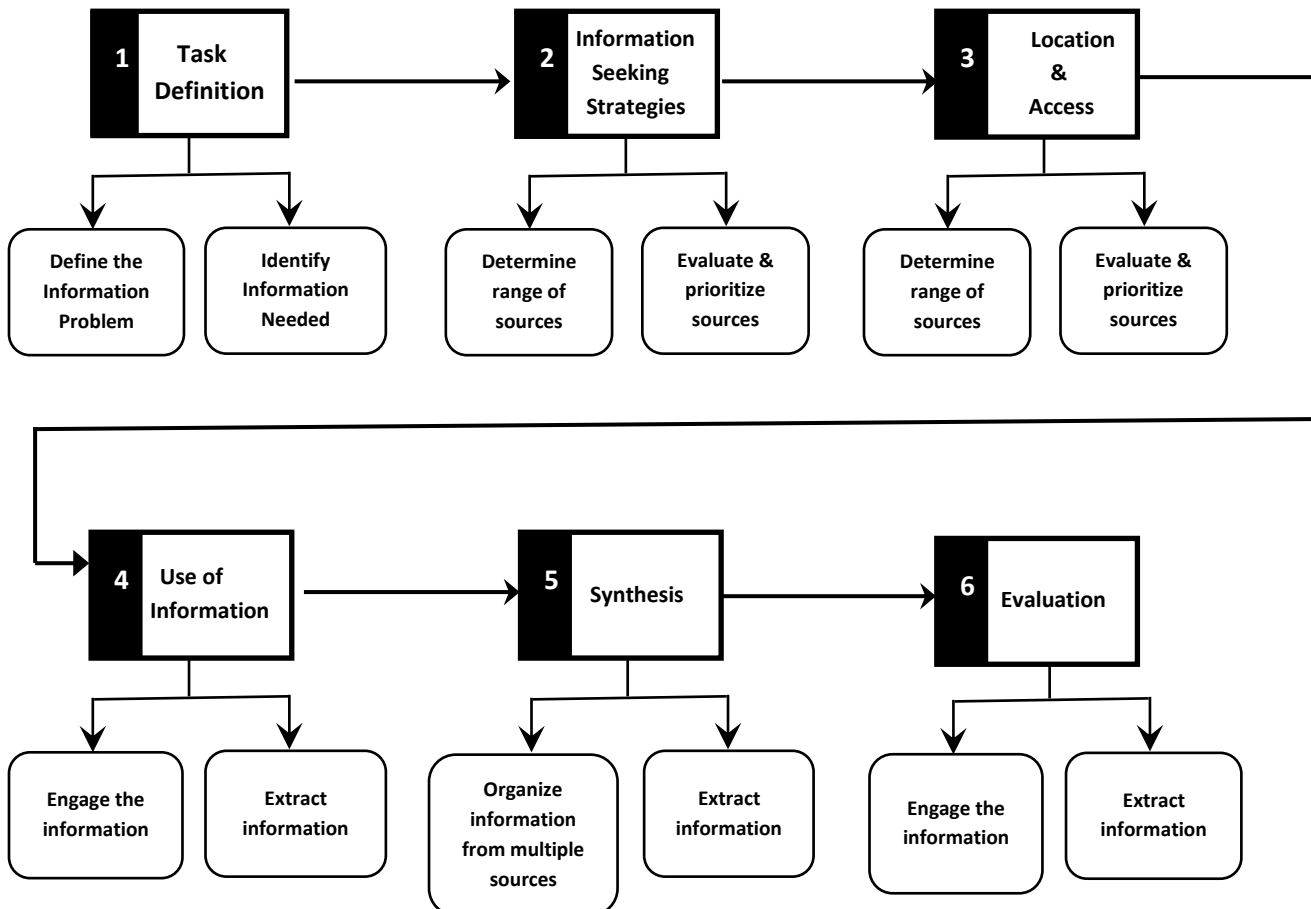 1
Task
Definition
2
Information
Seeking
Strategies
3
Location
&
Access
Define the
Information
Problem
Identify
Information
Needed
Determine
range of
sources
Evaluate &
prioritize
sources
Determine
range of
sources
Evaluate &
prioritize
sources
4
Use of
Information
5
Synthesis
6
Evaluation
Engage the
information
Extract
information
Organize
information
from multiple
sources
Extract
information
Engage the
information
Extract
information